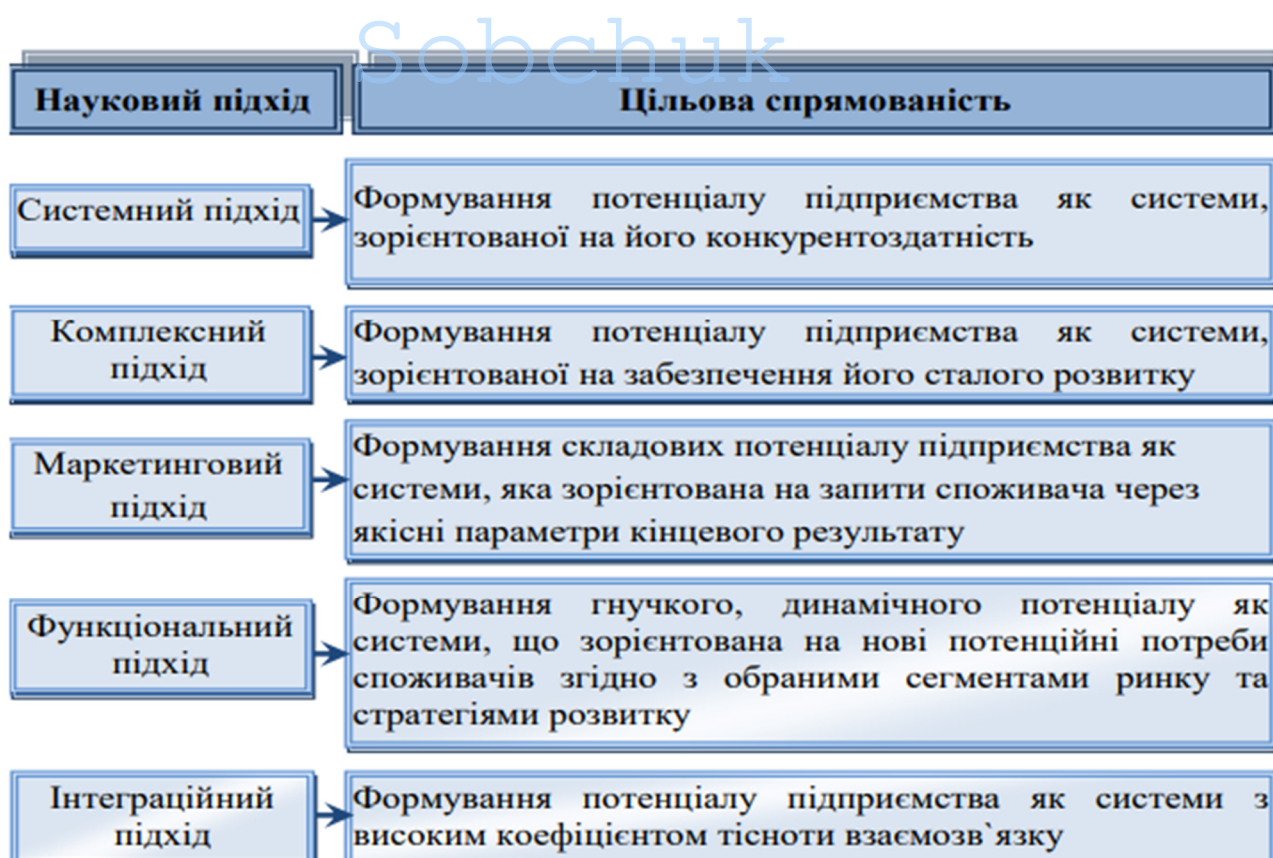 Sobchuk
Науковий підхід
Цільова спрямованість
Системний підхід
Формування потенціалу підприємства як системи,
зорієнтованої на його конкурентоздатність
Комплексний
підхід
Формування потенціалу підприємства як системи,
зорієнтованої на забезпечення його сталого розвитку
Маркетинговий
підхід
Формування складових потенціалу підприємства як
системи, яка зорієнтована на запити споживача через
якісні параметри кінцевого результату
Функціональний
підхід
Формування гнучкого, динамічного потенціалу як
системи, що зорієнтована на нові потенційні потреби
споживачів згідно з обраними сегментами ринку та
стратегіями розвитку
Інтеграційний
підхід
Формування потенціалу підприємства як системи з
високим коефіцієнтом тісноти взаємозв`язку